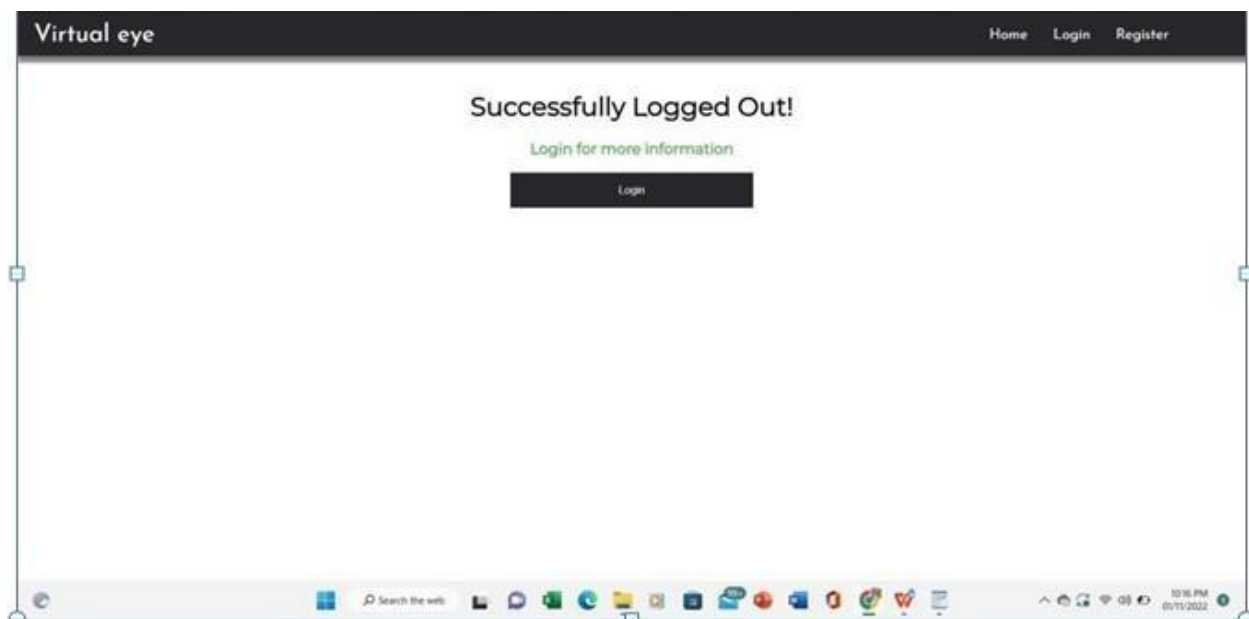 Virtual eye
Home Login Register
Successfully Logged Out!
Login for more information
Login
Search the web
99+
10:16 PM
01/11/2022